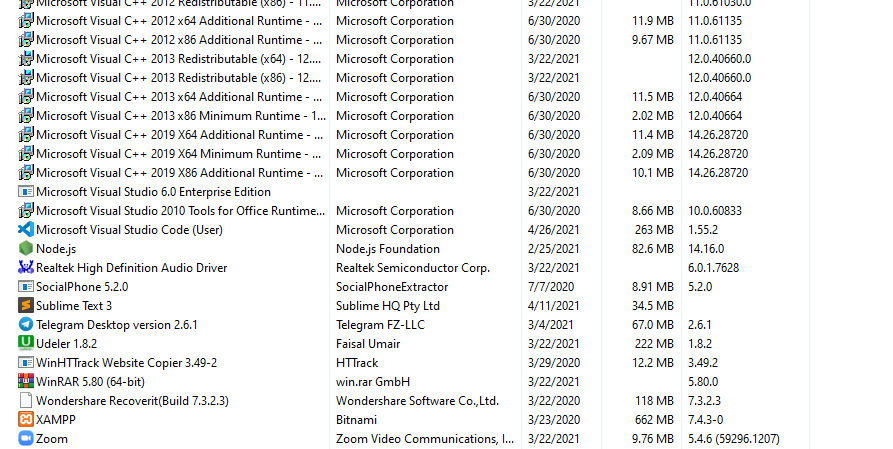 Microsoft Visual C++ 2012 Redistributable (x86) - 11.... Microsoft Corporation 3/22/2021 11.0.61030.0
Microsoft Visual C++ 2012 x64 Additional Runtime - ... Microsoft Corporation 6/30/2020 11.9 MB 11.0.61135
Microsoft Visual C++ 2012 x86 Additional Runtime - ... Microsoft Corporation 6/30/2020 9.67 MB 11.0.61135
Microsoft Visual C++ 2013 Redistributable (x64) - 12.... Microsoft Corporation 3/22/2021 12.0.40660.0
Microsoft Visual C++ 2013 Redistributable (x86) - 12.... Microsoft Corporation 3/22/2021 12.0.40660.0
Microsoft Visual C++ 2013 x64 Additional Runtime - ... Microsoft Corporation 6/30/2020 11.5 MB 12.0.40664
Microsoft Visual C++ 2013 x86 Minimum Runtime - 1... Microsoft Corporation 6/30/2020 2.02 MB 12.0.40664
Microsoft Visual C++ 2019 X64 Additional Runtime - ... Microsoft Corporation 6/30/2020 11.4 MB 14.26.28720
Microsoft Visual C++ 2019 X64 Minimum Runtime - ... Microsoft Corporation 6/30/2020 2.09 MB 14.26.28720
Microsoft Visual C++ 2019 X86 Additional Runtime - ... Microsoft Corporation 6/30/2020 10.1 MB 14.26.28720
Microsoft Visual Studio 6.0 Enterprise Edition 3/22/2021
Microsoft Visual Studio 2010 Tools for Office Runtime... Microsoft Corporation 6/30/2020 8.66 MB 10.0.60833
Microsoft Visual Studio Code (User) Microsoft Corporation 4/26/2021 263 MB 1.55.2
Node.js Node.js Foundation 2/25/2021 82.6 MB 14.16.0
Realtek High Definition Audio Driver Realtek Semiconductor Corp. 3/22/2021 6.0.1.7628
SocialPhone 5.2.0 SocialPhoneExtractor 7/7/2020 8.91 MB 5.2.0
Sublime Text 3 Sublime HQ Pty Ltd 4/11/2021 34.5 MB
Telegram Desktop version 2.6.1 Telegram FZ-LLC 3/4/2021 67.0 MB 2.6.1
Udeler 1.8.2 Faisal Umair 3/22/2021 222 MB 1.8.2
WinHTTrack Website Copier 3.49-2 HTTrack 3/29/2020 12.2 MB 3.49.2
WinRAR 5.80 (64-bit) win.rar GmbH 3/22/2021 5.80.0
Wondershare Recoverit(Build 7.3.2.3) Wondershare Software Co.,Ltd. 3/22/2020 118 MB 7.3.2.3
XAMPP Bitnami 3/23/2020 662 MB 7.4.3-0
Zoom Zoom Video Communications, I... 3/22/2021 9.76 MB 5.4.6 (59296.1207)